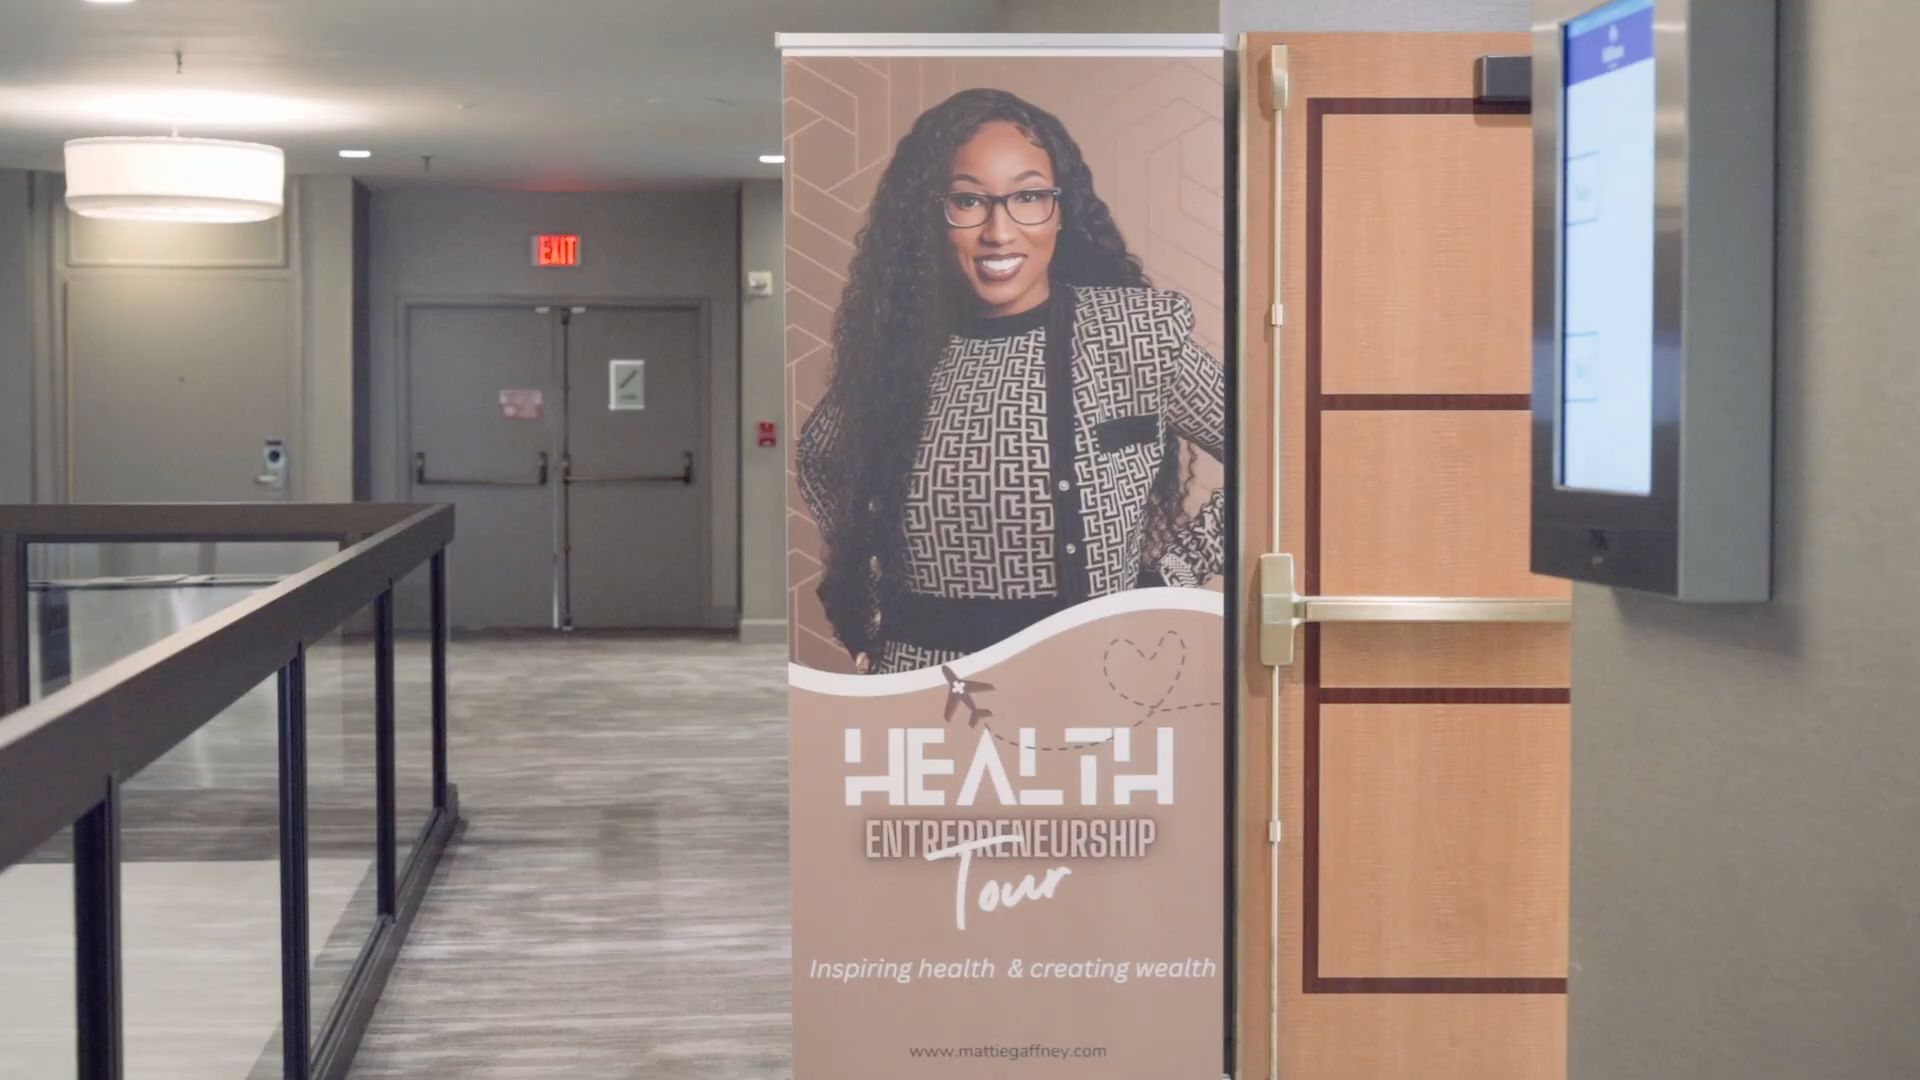 EXIT
HEALTH
ENTREPRENEURSHIP
Tour
Inspiring health & creating wealth
www.mattiegaffney.com